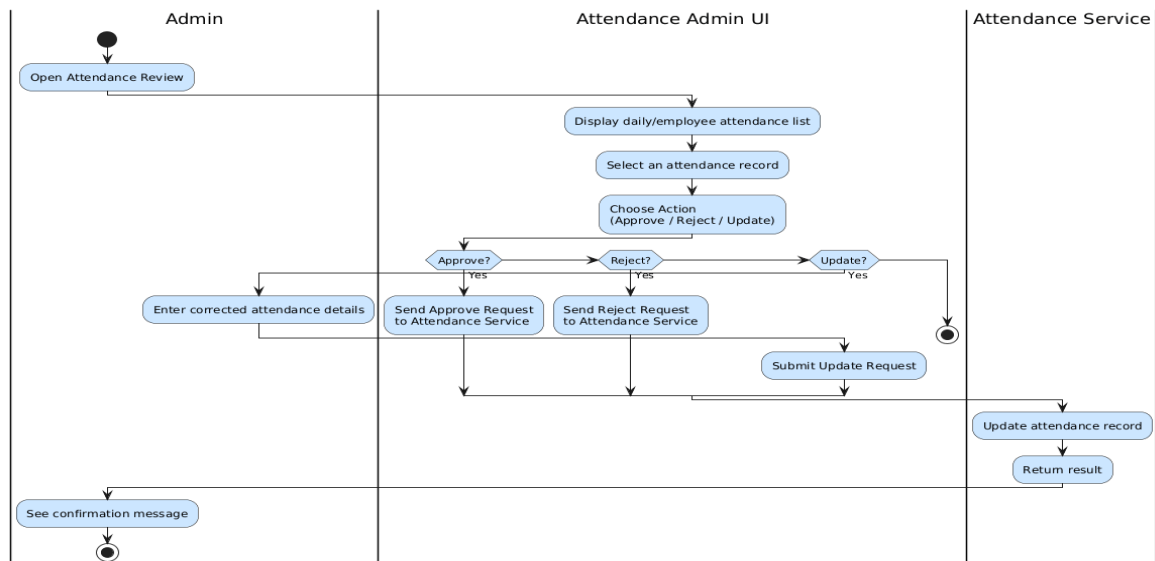 Admin
Attendance Admin UI
Attendance Service
Open Attendance Review
Display daily/employee attendance list
Select an attendance record
Choose Action
(Approve / Reject / Update)
Approve?
Reject?
Update?
Yes
Yes
Yes
Enter corrected attendance details
Send Approve Request
to Attendance Service
Send Reject Request
to Attendance Service
Submit Update Request
Update attendance record
Return result
See confirmation message